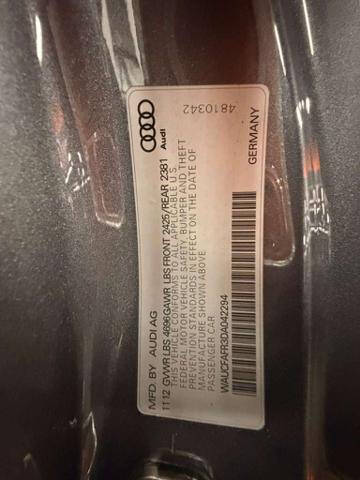 MFD. BY AUDI AG
11 12 GVWR LBS 4696 GAWR LBS FRONT 2425/REAR 2381
THIS VEHICLE CONFORMS TO ALL APPLICABLE U.S.
FEDERAL MOTOR VEHICLE SAFETY, BUMPER AND THEFT
PREVENTION STANDARDS IN EFFECT ON THE DATE OF
MANUFACTURE SHOWN ABOVE
PASSENGER CAR
WAUCFAFR3DA042294
Audi
4810342
GERMANY